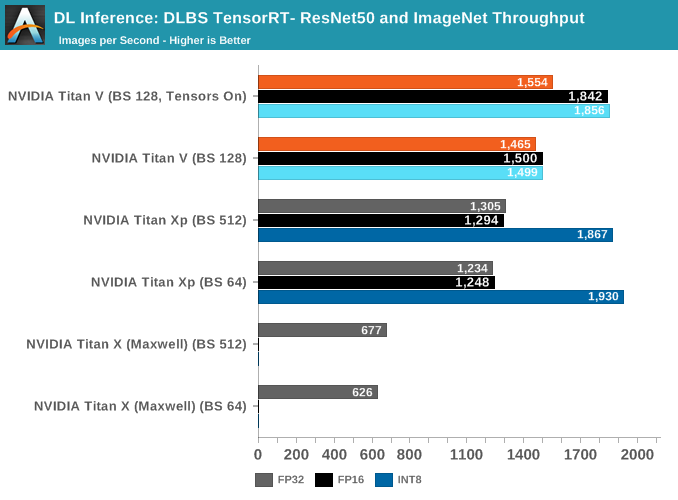 DL Inference: DLBS TensorRT- ResNet50 and ImageNet Throughput
Images per Second - Higher is Better
NVIDIA Titan V (BS 128, Tensors On)
1,554
1,842
1,856
NVIDIA Titan V (BS 128)
1,465
1,500
1,499
NVIDIA Titan Xp (BS 512)
1,305
1,294
1,867
NVIDIA Titan Xp (BS 64)
1,234
1,248
1,930
NVIDIA Titan X (Maxwell) (BS 512)
677
NVIDIA Titan X (Maxwell) (BS 64)
626
0 200 400 600 800 1100 1400 1700 2000
FP32 FP16 INT8